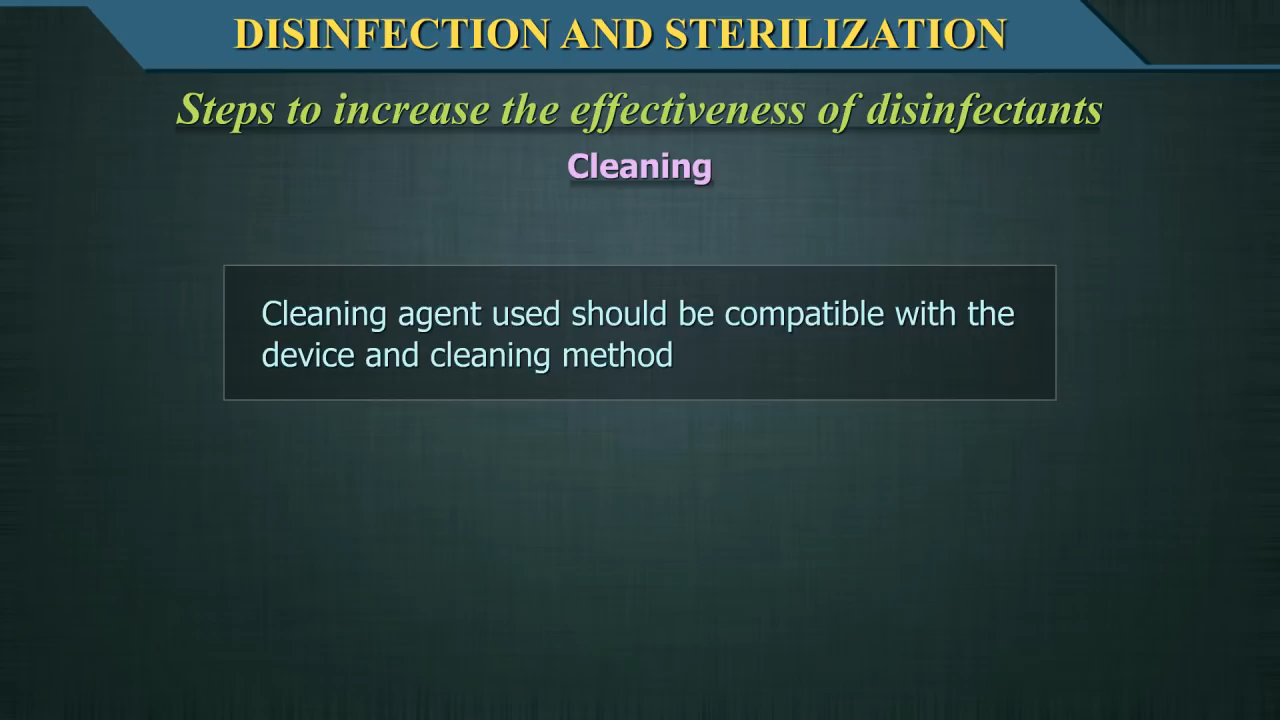 DISINFECTION AND STERILIZATION
Steps to increase the effectiveness of disinfectants
Cleaning
Cleaning agent used should be compatible with the
device and cleaning method